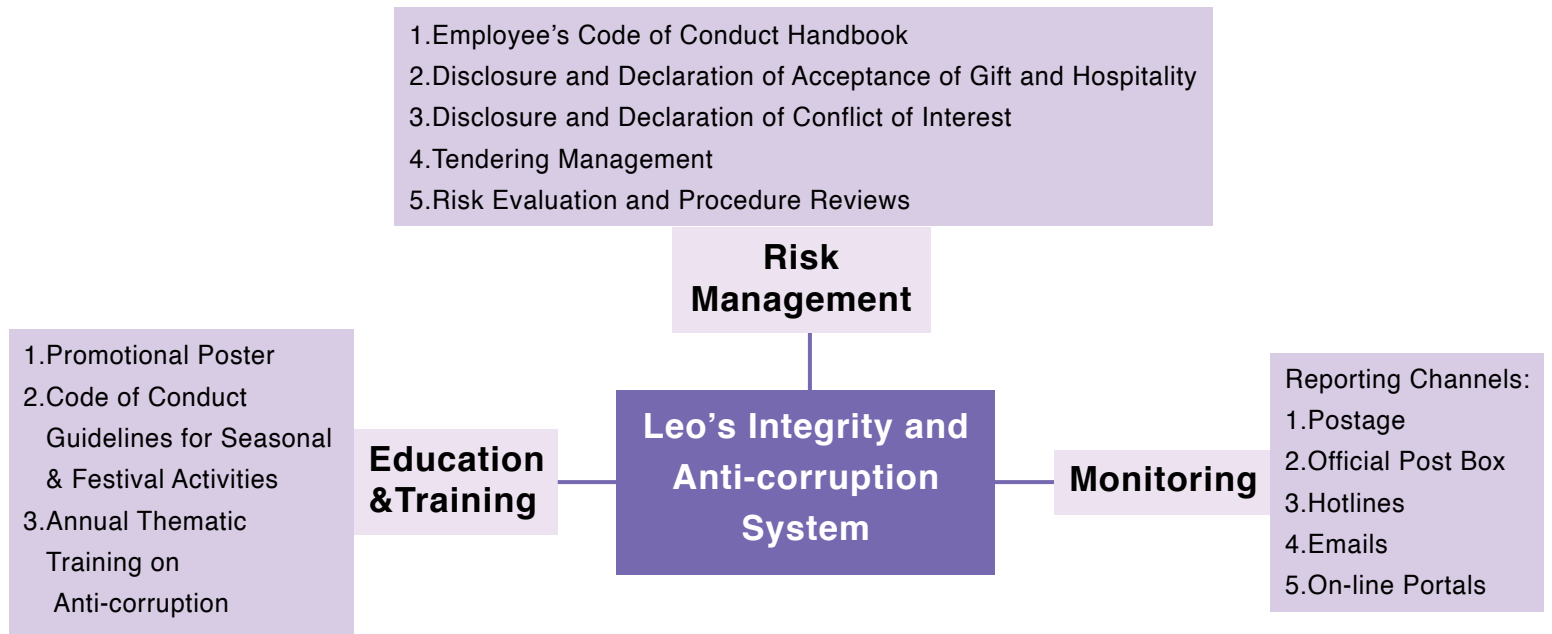 1.Employee's Code of Conduct Handbook
2.Disclosure and Declaration of Acceptance of Gift and Hospitality
3.Disclosure and Declaration of Conflict of Interest
4.Tendering Management
5.Risk Evaluation and Procedure Reviews
Risk
Management
1.Promotional Poster
2.Code of Conduct
Guidelines for Seasonal
& Festival Activities
3.Annual Thematic
Training on
Anti-corruption
Education
&Training
Leo's Integrity and
Anti-corruption
System
Monitoring
Reporting Channels:
1.Postage
2.Official Post Box
3.Hotlines
4.Emails
5.On-line Portals